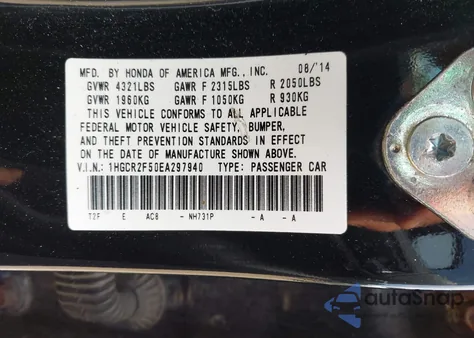 MFD. BY HONDA OF AMERICA MFG., INC. 08/'14
GVWR 4321LBS GAWR F 2315LBS R 2050LBS
GVWR 1960KG GAWR F 1050KG R 930KG
THIS VEHICLE CONFORMS TO ALL APPLICABLE
FEDERAL MOTOR VEHICLE SAFETY, BUMPER,
AND THEFT PREVENTION STANDARDS IN EFFECT
ON THE DATE OF MANUFACTURE SHOWN ABOVE.
V.I.N.: 1HGCR2F50EA297940 TYPE: PASSENGER CAR
T2F E AC8 - NH731P - A - A
autoSnap